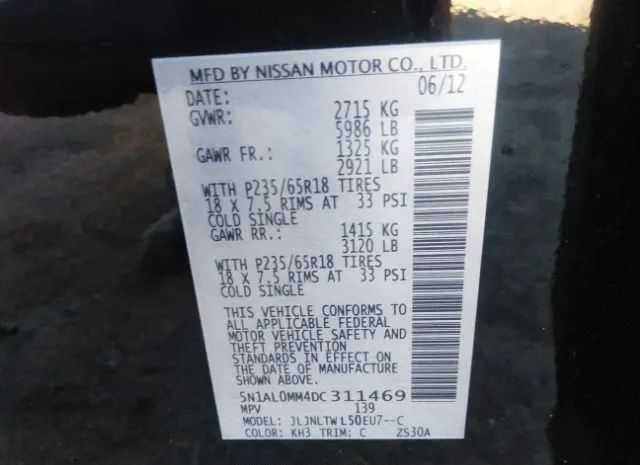 MFD BY NISSAN MOTOR CO., LTD.
DATE: 06/12
GVWR: 2715 KG
5986 LB
GAWR FR.: 1325 KG
2921 LB
WITH P235/65R18 TIRES
18 X 7.5 RIMS AT 33 PSI
COLD SINGLE
GAWR RR.: 1415 KG
3120 LB
WITH P235/65R18 TIRES
18 X 7.5 RIMS AT 33 PSI
COLD SINGLE
THIS VEHICLE CONFORMS TO
ALL APPLICABLE FEDERAL
MOTOR VEHICLE SAFETY AND
THEFT PREVENTION
STANDARDS IN EFFECT ON
THE DATE OF MANUFACTURE
SHOWN ABOVE.
5N1AL0MM4DC311469
MPV 139
MODEL: JLJNLTWL50EU7--C
COLOR: KH3 TRIM: C ZS30A